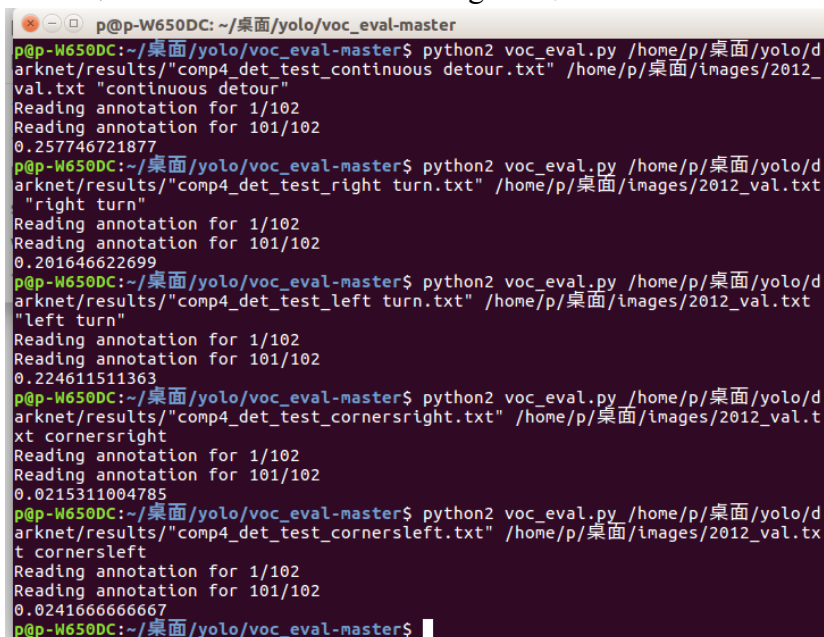 p@p-W650DC: ~/桌面/yolo/voc_eval-master
p@p-W650DC:~/桌面/yolo/voc_eval-master$ python2 voc_eval.py /home/p/桌面/yolo/d
arknet/results/"comp4_det_test_continuous detour.txt" /home/p/桌面/images/2012_
val.txt "continuous detour"
Reading annotation for 1/102
Reading annotation for 101/102
0.257746721877
p@p-W650DC:~/桌面/yolo/voc_eval-master$ python2 voc_eval.py /home/p/桌面/yolo/d
arknet/results/"comp4_det_test_right turn.txt" /home/p/桌面/images/2012_val.txt
"right turn"
Reading annotation for 1/102
Reading annotation for 101/102
0.201646622699
p@p-W650DC:~/桌面/yolo/voc_eval-master$ python2 voc_eval.py /home/p/桌面/yolo/d
arknet/results/"comp4_det_test_left turn.txt" /home/p/桌面/images/2012_val.txt
"left turn"
Reading annotation for 1/102
Reading annotation for 101/102
0.224611511363
p@p-W650DC:~/桌面/yolo/voc_eval-master$ python2 voc_eval.py /home/p/桌面/yolo/d
arknet/results/"comp4_det_test_cornersright.txt" /home/p/桌面/images/2012_val.t
xt cornersright
Reading annotation for 1/102
Reading annotation for 101/102
0.0215311004785
p@p-W650DC:~/桌面/yolo/voc_eval-master$ python2 voc_eval.py /home/p/桌面/yolo/d
arknet/results/"comp4_det_test_cornersleft.txt" /home/p/桌面/images/2012_val.tx
t cornersleft
Reading annotation for 1/102
Reading annotation for 101/102
0.0241666666667
p@p-W650DC:~/桌面/yolo/voc_eval-master$